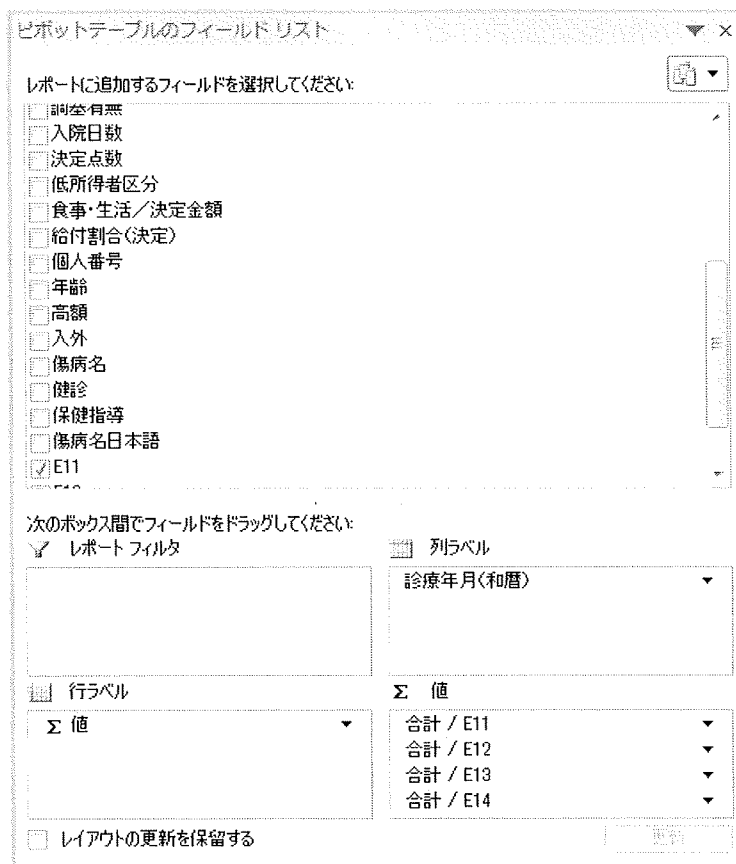 ピボットテーブルのフィールド リスト
レポートに追加するフィールドを選択してください:
調基有無
入院日数
決定点数
低所得者区分
食事・生活／決定金額
給付割合(決定)
個人番号
年齢
高額
入外
傷病名
健診
保健指導
傷病名日本語
E11
次のボックス間でフィールドをドラッグしてください:
レポート フィルタ
列ラベル
診療年月(和暦)
行ラベル
Σ 値
Σ 値
合計 / E11
合計 / E12
合計 / E13
合計 / E14
レイアウトの更新を保留する
更新